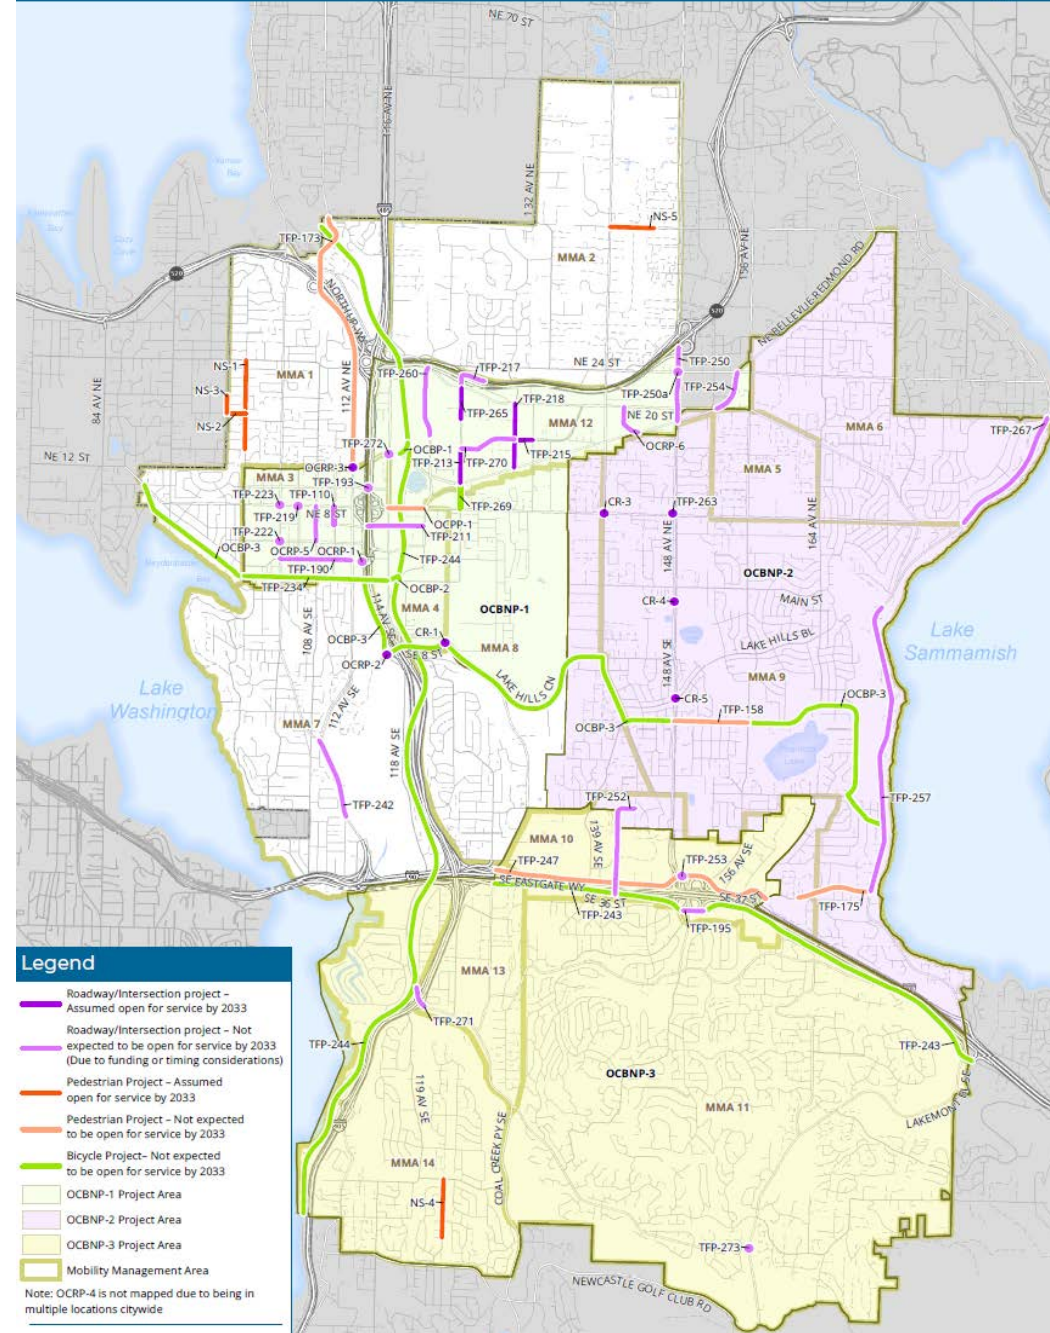 NE 70 ST
116 AV NE
132 AV NE
405
NS-5
156 AV NE
TFP-173
MMA 2
520
NE BELLEVUE REDMOND RD
NORTHUP WAY
520
NE 24 ST
TFP-250
NS-1
MMA 1
TFP-260
TFP-217
TFP-250a
TFP-254
NS-3
112 AV NE
TFP-218
84 AV NE
TFP-265
NE 20 ST
NS-2
MMA 12
MMA 6
TFP-267
TFP-272
OCBP-1
OCRP-6
NE 12 ST
TFP-213
TFP-270
TFP-215
OCRP-3
MMA 5
MMA 3
TFP-193
TFP-223
TFP-110
CR-3
TFP-263
TFP-269
TFP-219
NE 8 ST
OCPP-1
TFP-222
TFP-211
164 AV NE
148 AV NE
OCBP-3
OCRP-5
OCRP-1
TFP-244
TFP-190
OCBNP-2
TFP-234
OCBP-2
CR-4
MAIN ST
114 AV SE
MMA 4
OCBNP-1
108 AV SE
OCBP-3
CR-1
LAKE HILLS BL
Lake
Sammamish
MMA 8
OCRP-2
SE 8 ST
148 AV SE
MMA 9
Lake
Washington
LAKE HILLS CN
OCBP-3
CR-5
TFP-158
112 AV SE
MMA 7
OCBP-3
118 AV SE
TFP-252
TFP-257
TFP-242
MMA 10
139 AV SE
TFP-247
TFP-253
156 AV SE
SE EASTGATE WY
SE 36 ST
SE 37 ST
TFP-243
TFP-175
TFP-195
MMA 13
TFP-271
TFP-244
TFP-243
OCBNP-3
119 AV SE
MMA 11
LAKEMONT BL SE
COAL CREEK PY SE
MMA 14
NS-4
TFP-273
NEWCASTLE GOLF CLUB RD
Legend
Roadway/Intersection project –
Assumed open for service by 2033
Roadway/Intersection project – Not
expected to be open for service by 2033
(Due to funding or timing considerations)
Pedestrian Project – Assumed
open for service by 2033
Pedestrian Project – Not expected
to be open for service by 2033
Bicycle Project– Not expected
to be open for service by 2033
OCBNP-1 Project Area
OCBNP-2 Project Area
OCBNP-3 Project Area
Mobility Management Area
Note: OCRP-4 is not mapped due to being in
multiple locations citywide